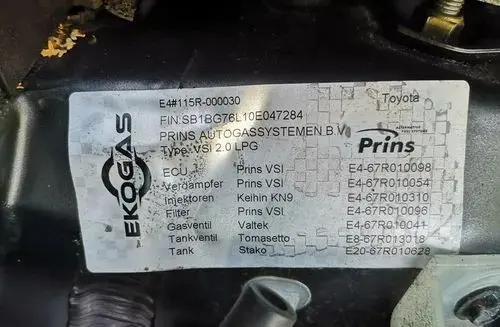 E4#115R-000030
Toyota
FIN:SB1BG76L10E047284
PRINS AUTOGASSYSTEMEN B.V.
Type: VSI 2.0 LPG
Prins
EKOGAS
ECU Prins VSI E4-67R010098
Verdampfer Prins VSI E4-67R010054
Injektoren Keihin KN9 E4-67R010310
Filter Prins VSI E4-67R010096
Gasventil Valtek E4-67R010041
Tankventil Tomasetto E8-67R013018
Tank Stako E20-67R010628